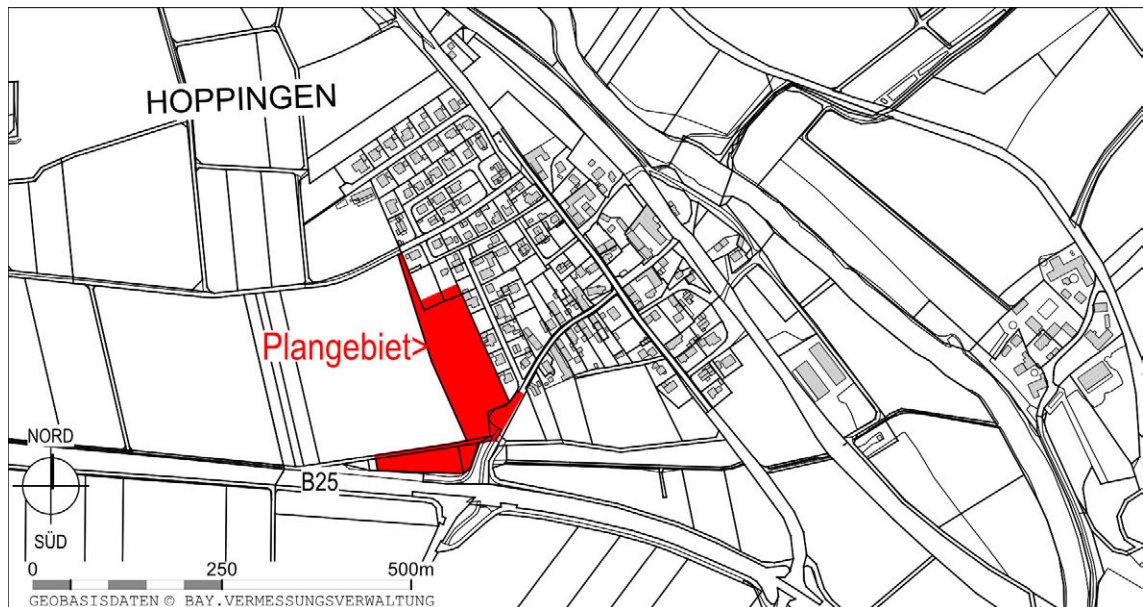 HOPPINGEN
Plangebiet>
NORD
B25
SÜD
0 250 500m
GEOBASISDATEN © BAY.VERMESSUNGSVERWALTUNG